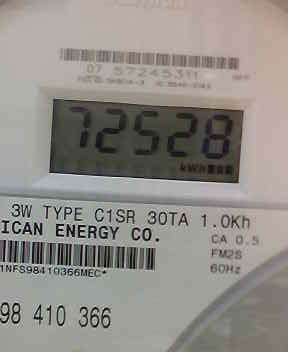 07 57245311
72528
kWh
3W TYPE C1SR 30TA 1.0Kh
ICAN ENERGY CO.
CA 0.5
FM2S
60Hz
1NFS98410366MEC*
98 410 366